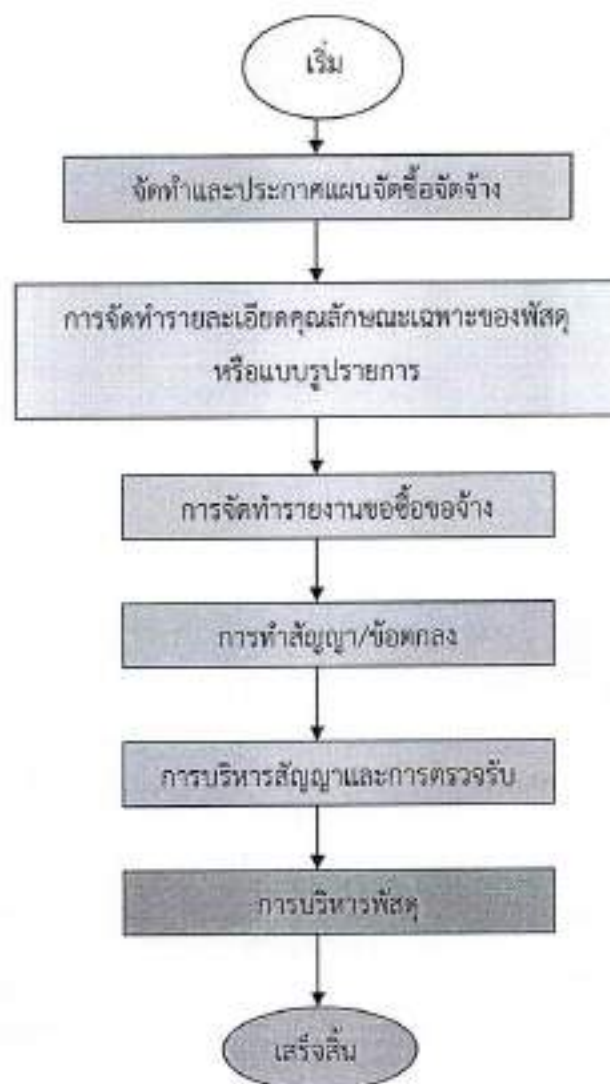 เริ่ม
จัดทำและประกาศแผนจัดซื้อจัดจ้าง
การจัดทำรายละเอียดคุณลักษณะเฉพาะของพัสดุ
หรือแบบรูปรายการ
การจัดทำรายงานขอซื้อขอจ้าง
การทำสัญญา/ข้อตกลง
การบริหารสัญญาและการตรวจรับ
การบริหารพัสดุ
เสร็จสิ้น